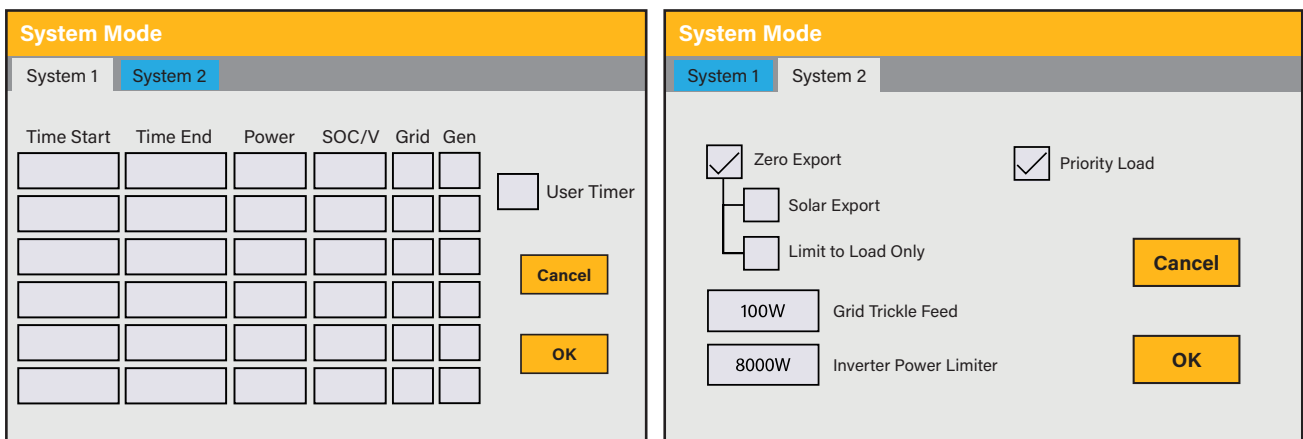 System Mode
System 1 System 2
Time Start Time End Power SOC/V Grid Gen
User Timer
Cancel
OK
System Mode
System 1 System 2
Zero Export
Priority Load
Solar Export
Limit to Load Only
Cancel
100W Grid Trickle Feed
8000W Inverter Power Limiter
OK